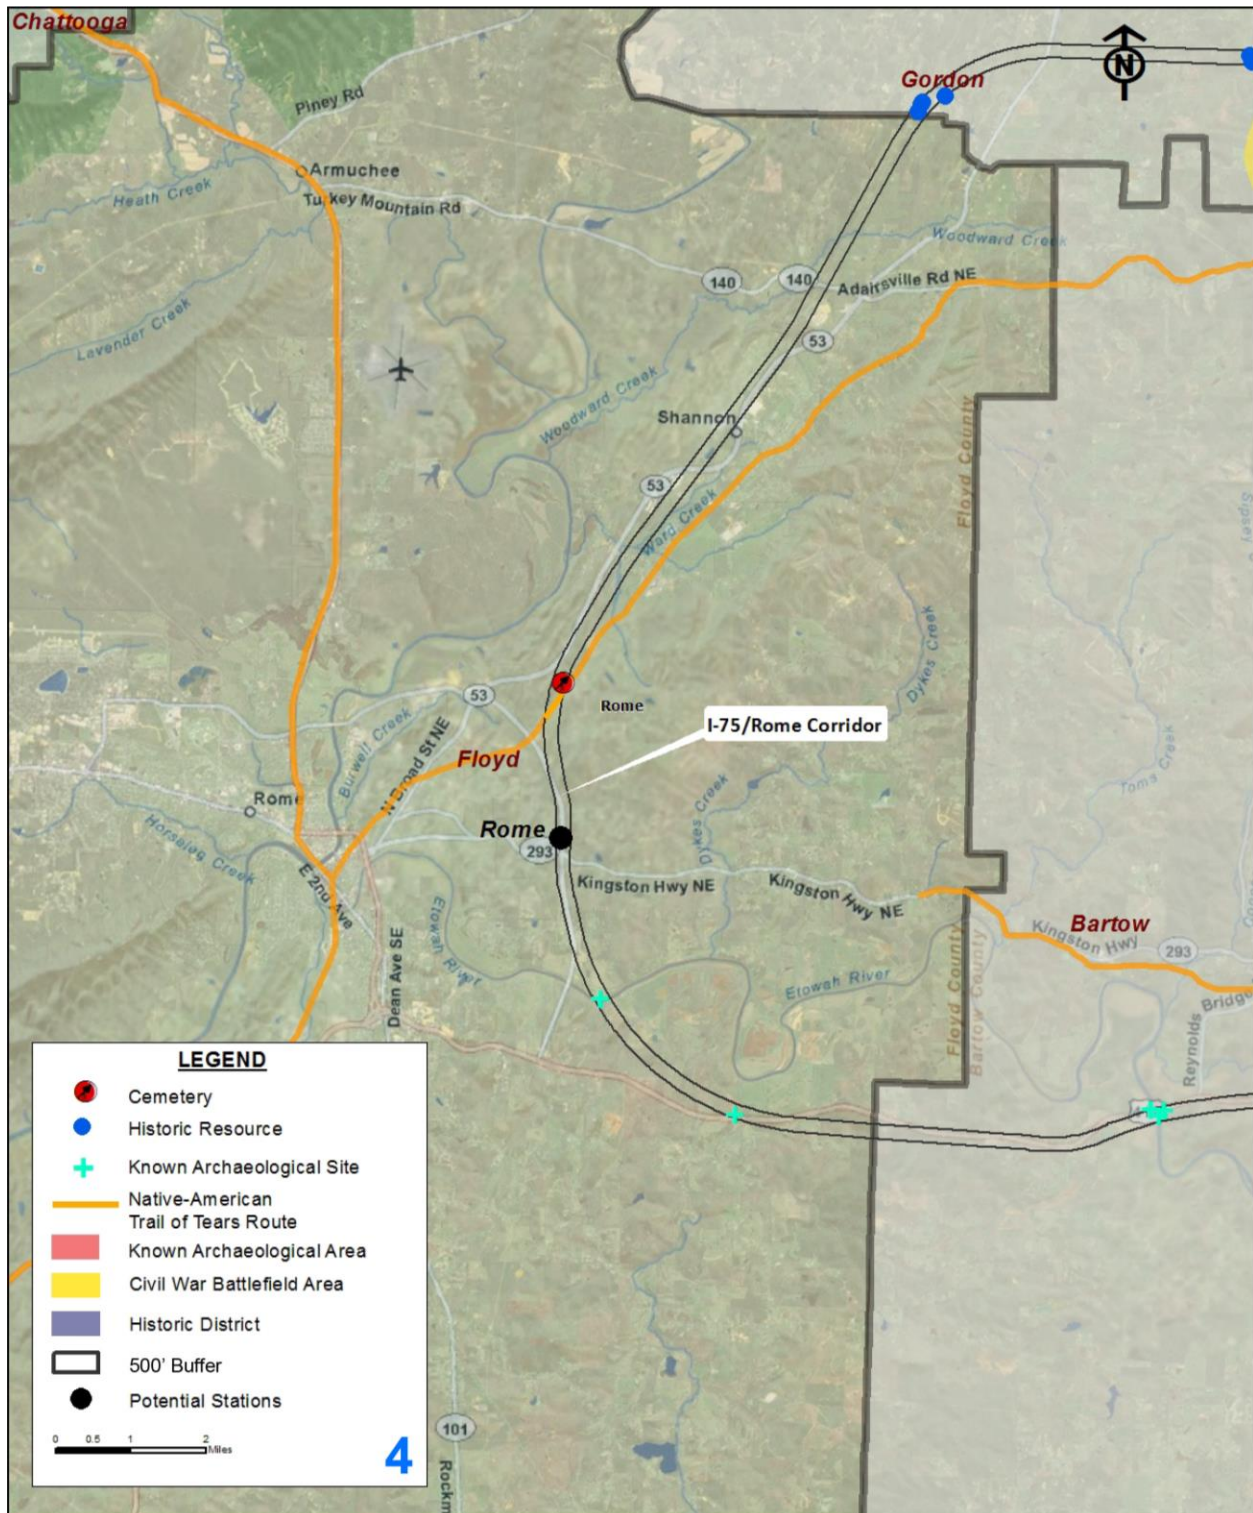 Chattooga
Gordon
N
Piney Rd
Armuchee
Heath Creek
Turkey Mountain Rd
Woodward Creek
140
140
Adairsville Rd NE
Lavender Creek
53
Woodward Creek
Shannon
Floyd County
53
Ward Creek
Spsey
Dykes Creek
53
Rome
I-75/Rome Corridor
Burwell Creek
N Broad St NE
Floyd
Toms Creek
Rome
Rome
293
Dykes Creek
Horseleg Creek
E 2nd Ave
Kingston Hwy NE
Kingston Hwy NE
Bartow
Kingston Hwy
293
Etowah River
Dean Ave SE
Etowah River
Floyd County
Bartow County
Bridge
Reynolds
LEGEND
Cemetery
Historic Resource
Known Archaeological Site
Native-American
Trail of Tears Route
Known Archaeological Area
Civil War Battlefield Area
Historic District
500' Buffer
Potential Stations
0 0.5 1 2
Miles
4
101
Rockm